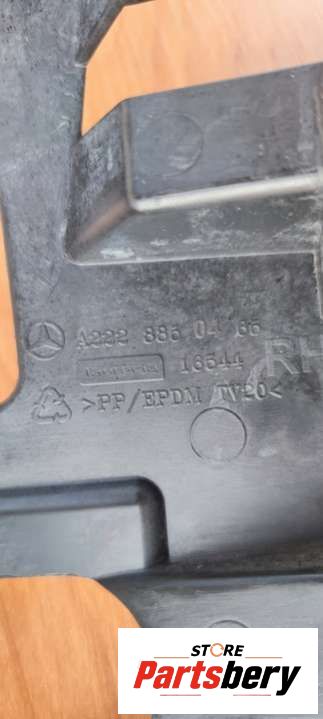 A222 885 04 65
16544
RH
>PP/EPDM TV20<
STORE
Partsbery